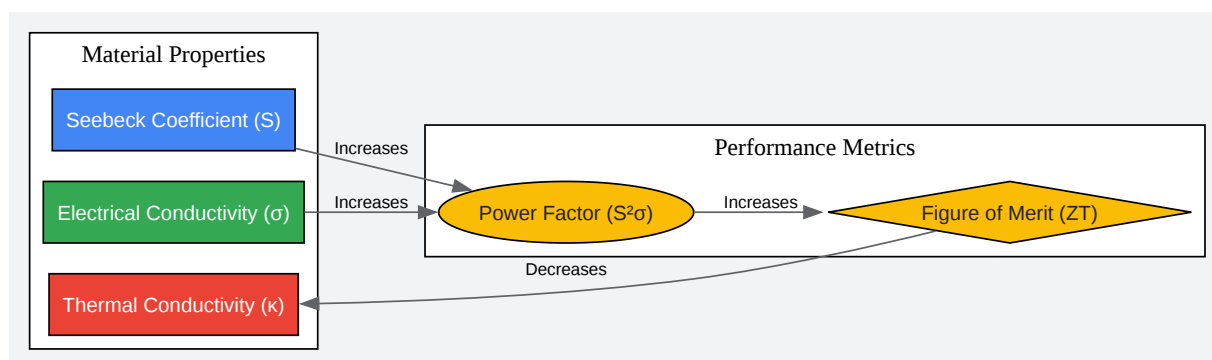 Material Properties
Seebeck Coefficient (S)
Electrical Conductivity (σ)
Thermal Conductivity (κ)
Increases
Increases
Performance Metrics
Power Factor (S²σ)
Increases
Figure of Merit (ZT)
Decreases